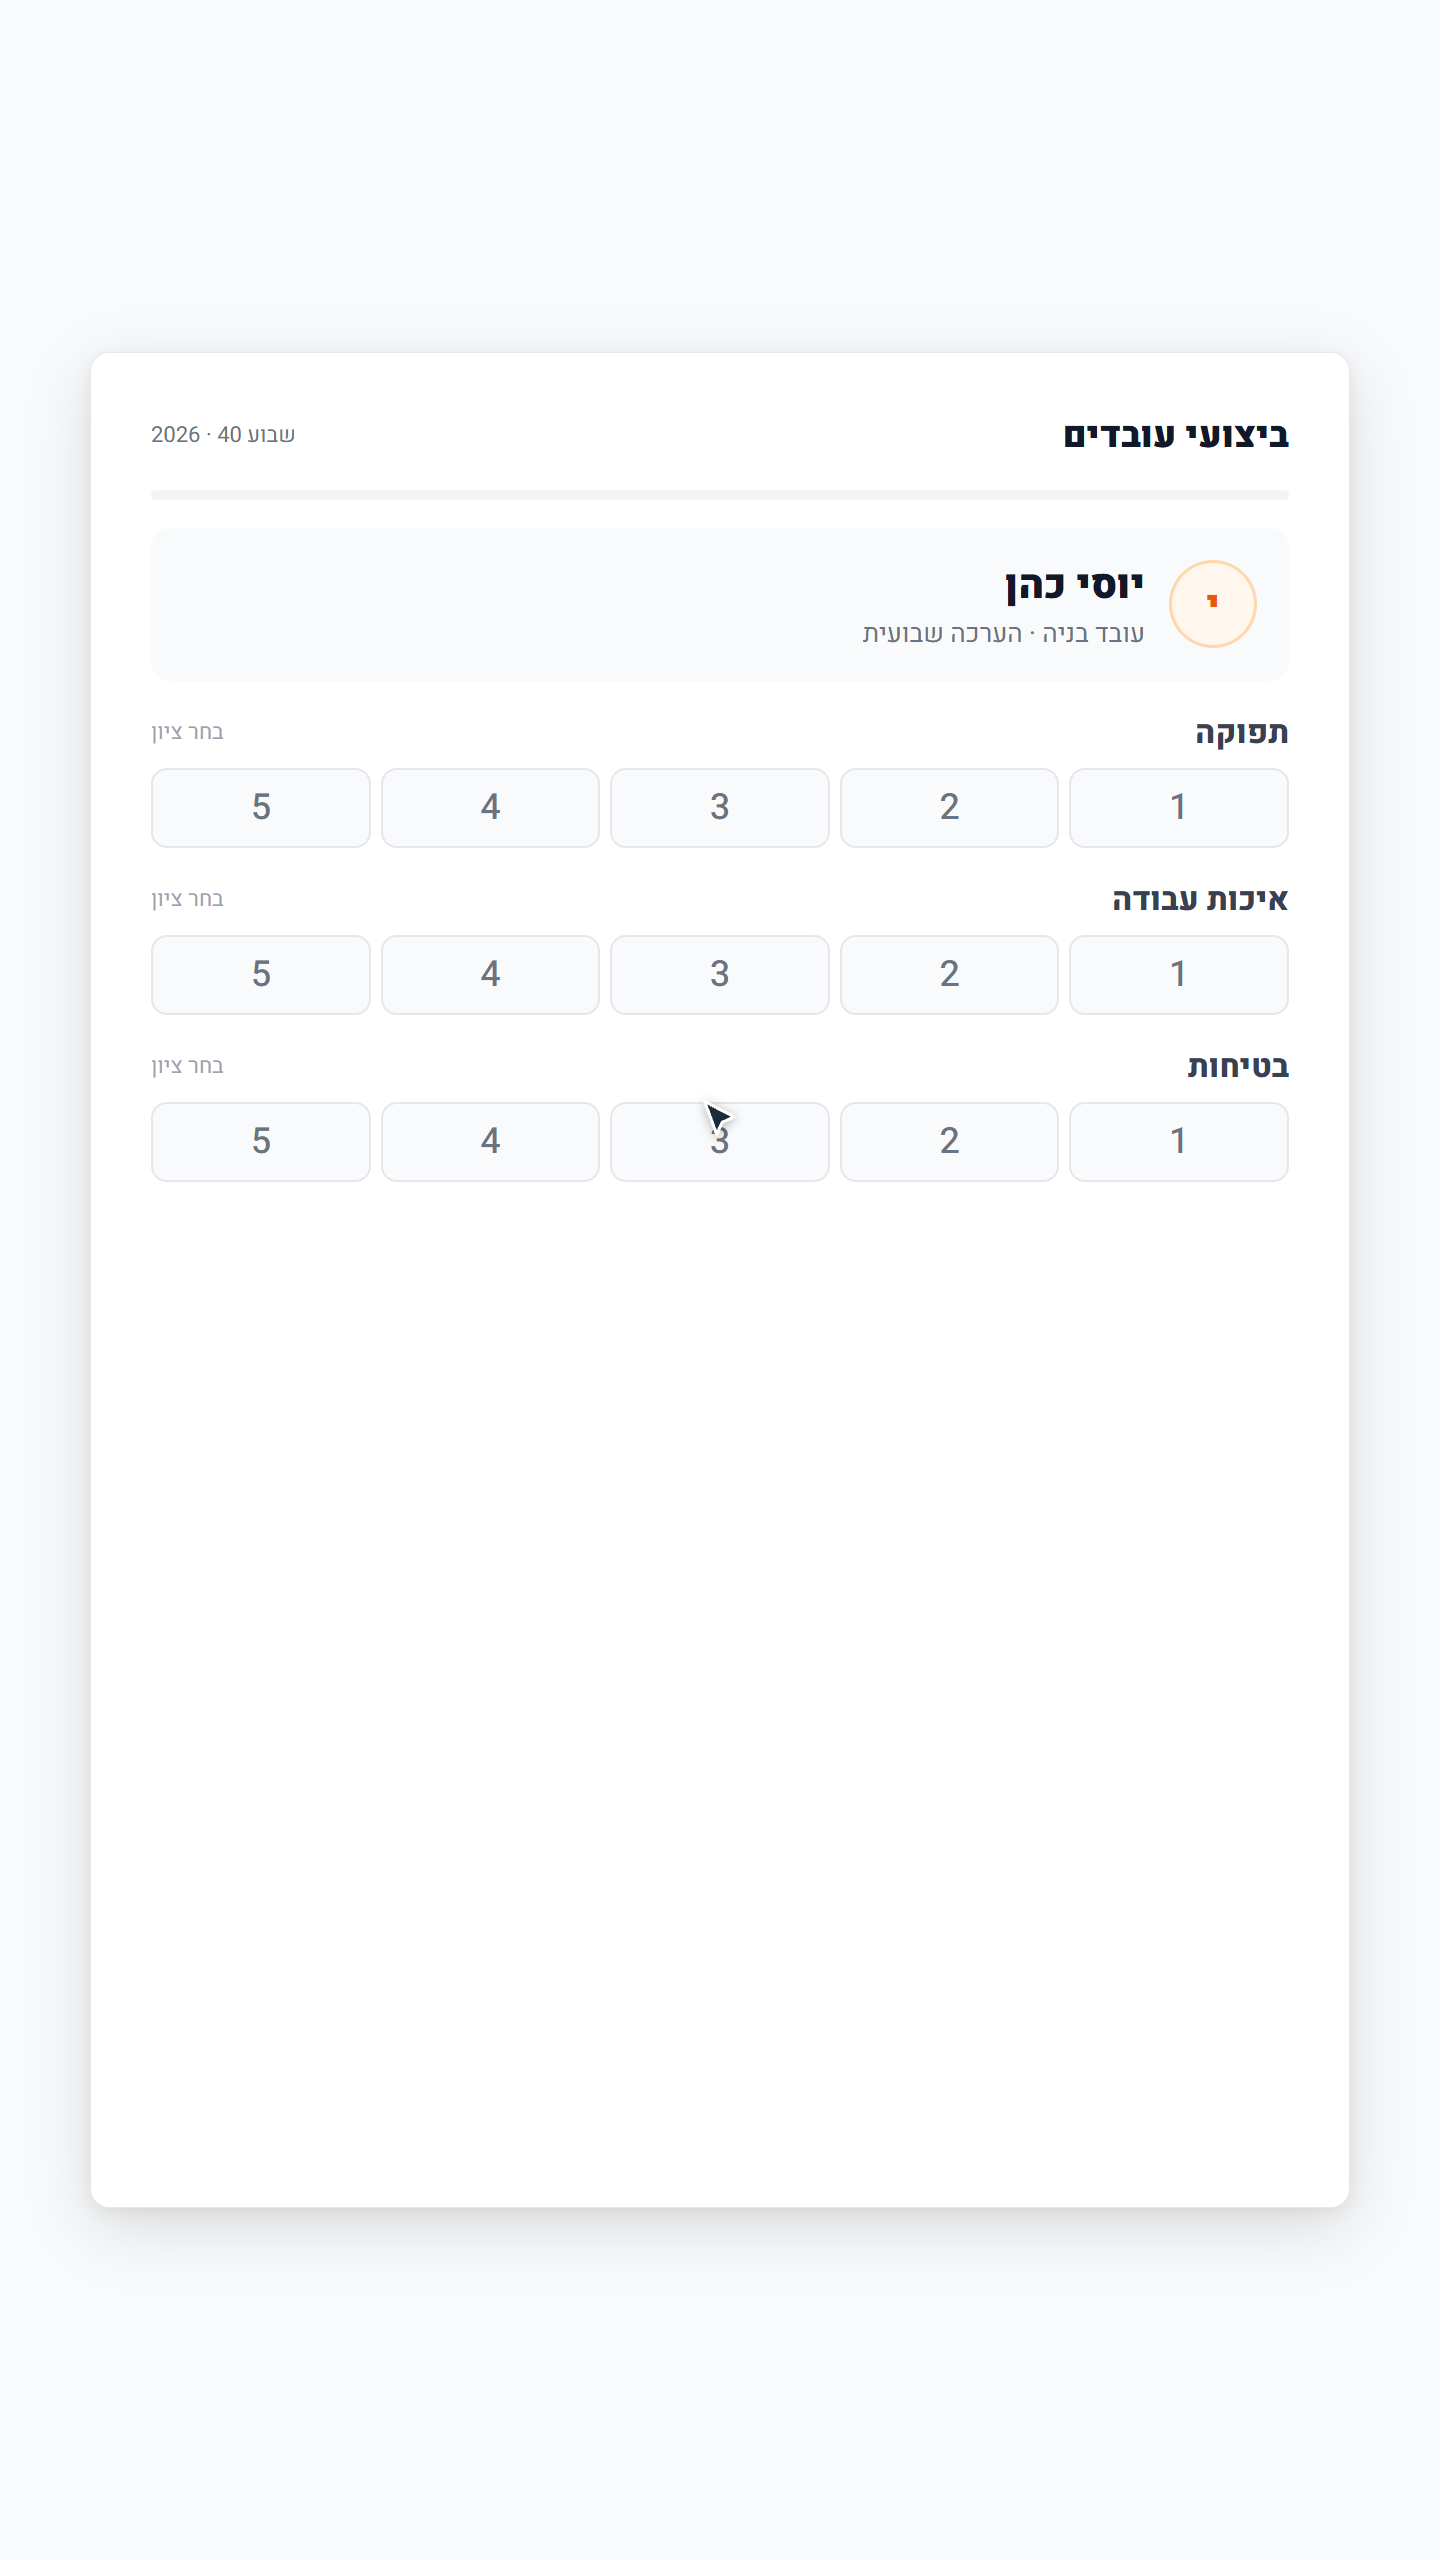 ביצועי עובדים
שבוע 40 · 2026
י
יוסי כהן
עובד בניה · הערכה שבועית
תפוקה
בחר ציון
1 2 3 4 5
איכות עבודה
בחר ציון
1 2 3 4 5
בטיחות
בחר ציון
1 2 3 4 5